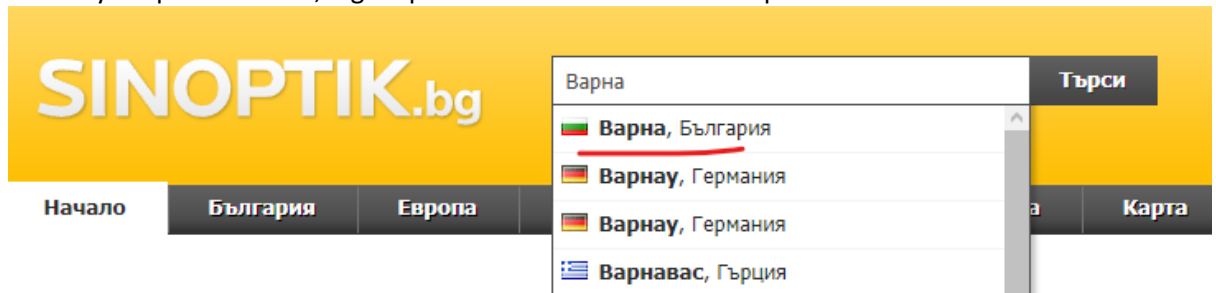 SINOPTIK.bg
Варна
Търси
Варна, България
Варнау, Германия
Варнау, Германия
Варнавас, Гърция
Начало България Европа а Карта